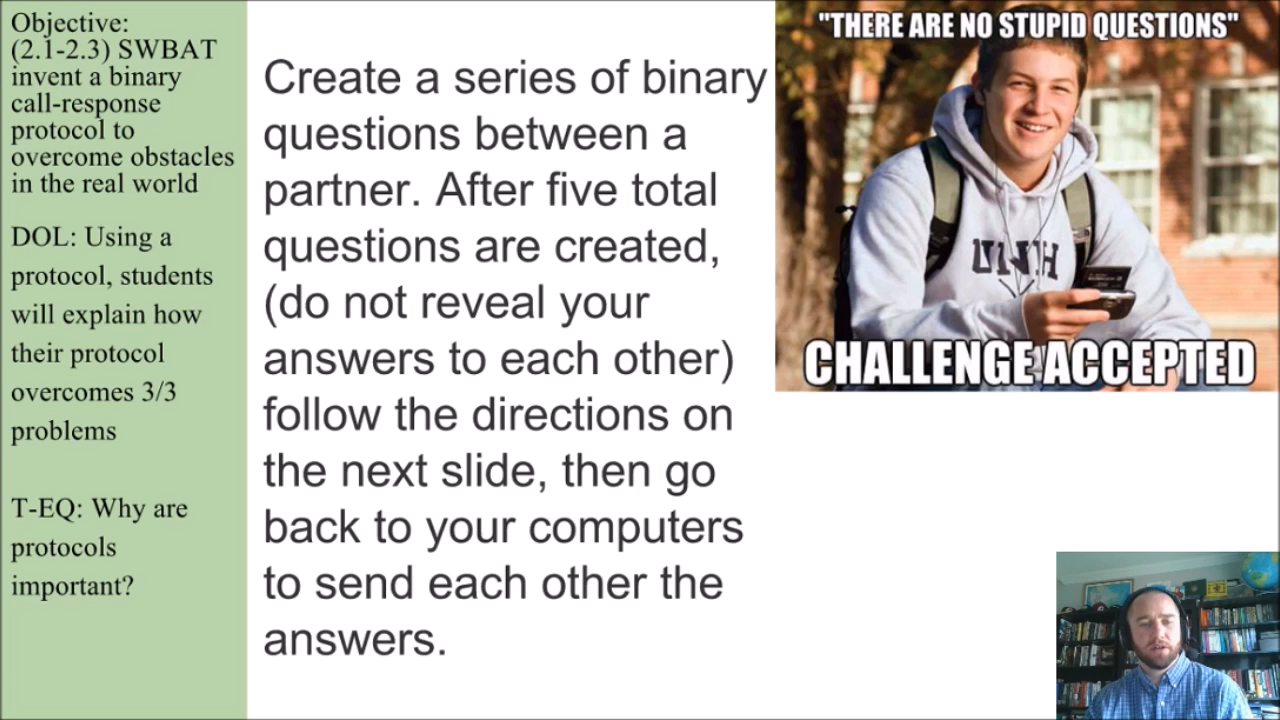 Objective:
(2.1-2.3) SWBAT
invent a binary
call-response
protocol to
overcome obstacles
in the real world
DOL: Using a
protocol, students
will explain how
their protocol
overcomes 3/3
problems
T-EQ: Why are
protocols
important?
Create a series of binary
questions between a
partner. After five total
questions are created,
(do not reveal your
answers to each other)
follow the directions on
the next slide, then go
back to your computers
to send each other the
answers.
"THERE ARE NO STUPID QUESTIONS"
CHALLENGE ACCEPTED